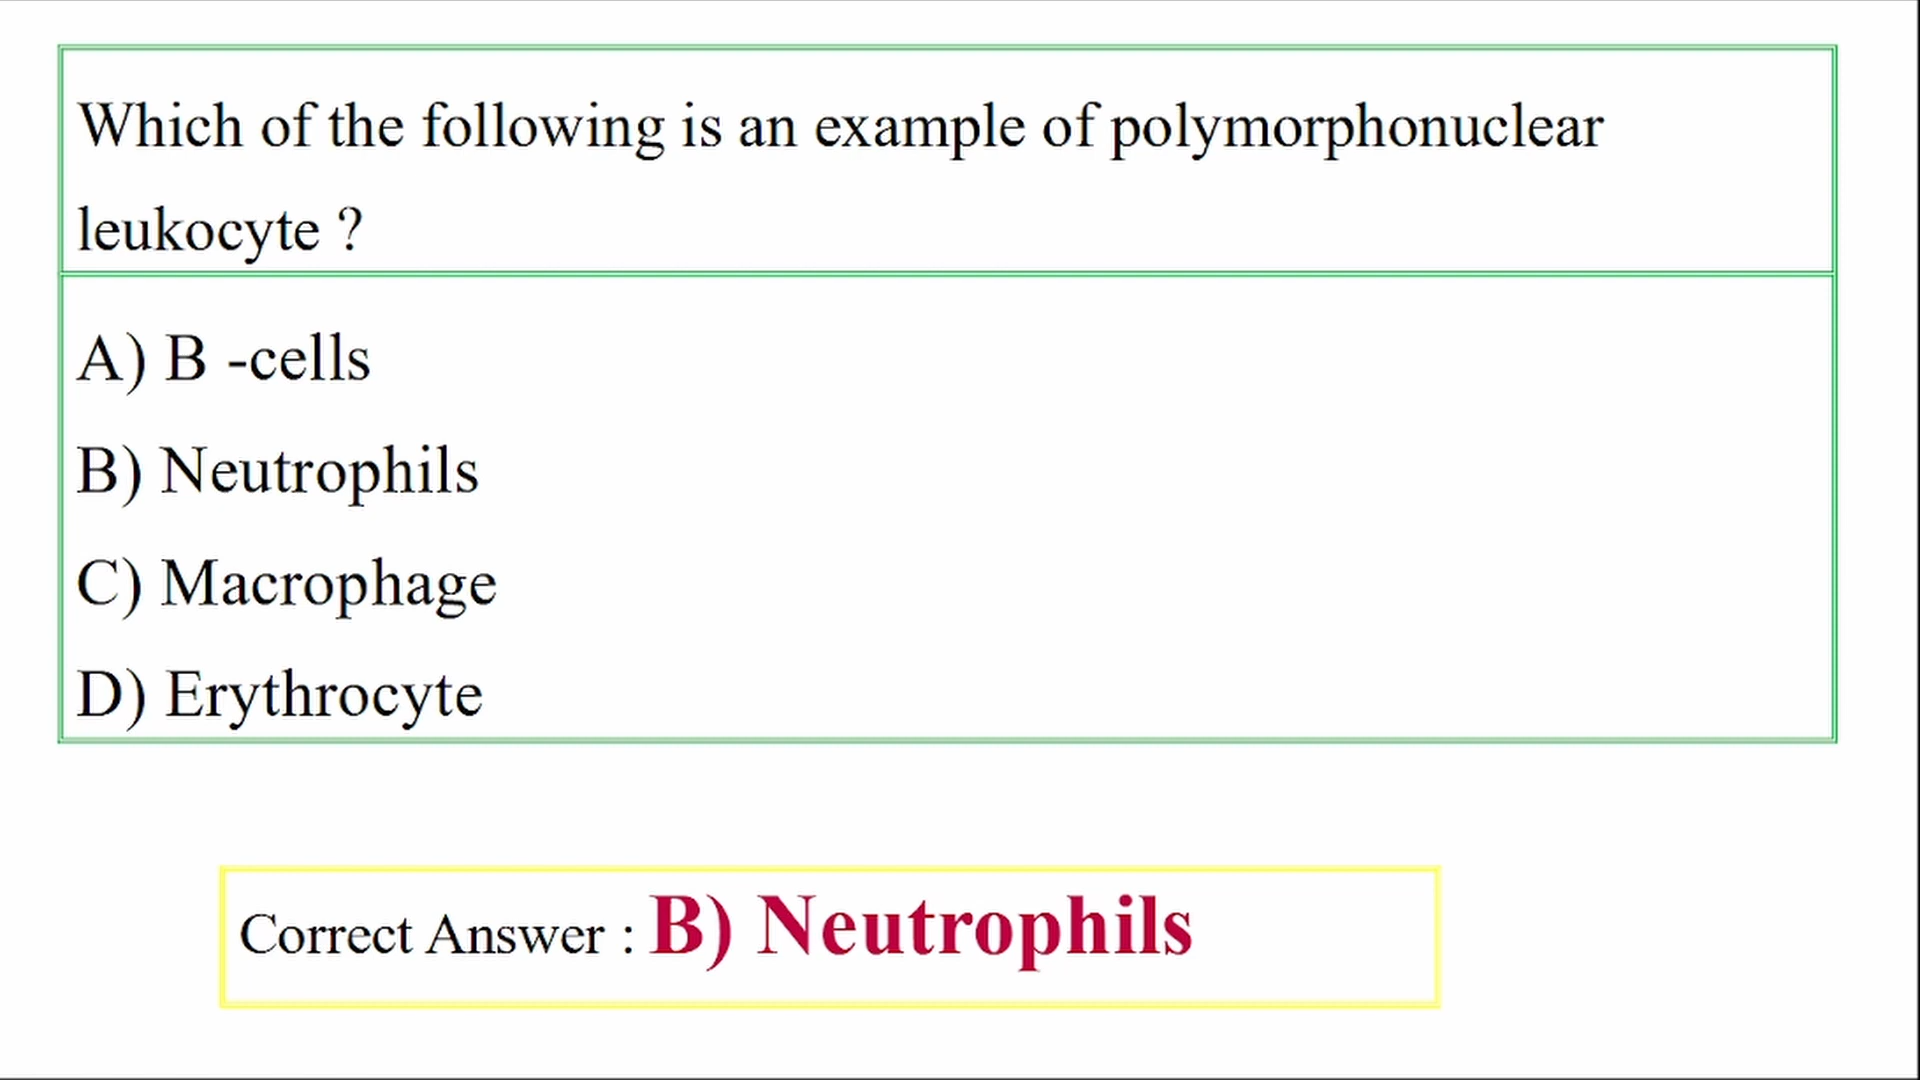 Which of the following is an example of polymorphonuclear
leukocyte ?
A) B -cells
B) Neutrophils
C) Macrophage
D) Erythrocyte
Correct Answer : B) Neutrophils